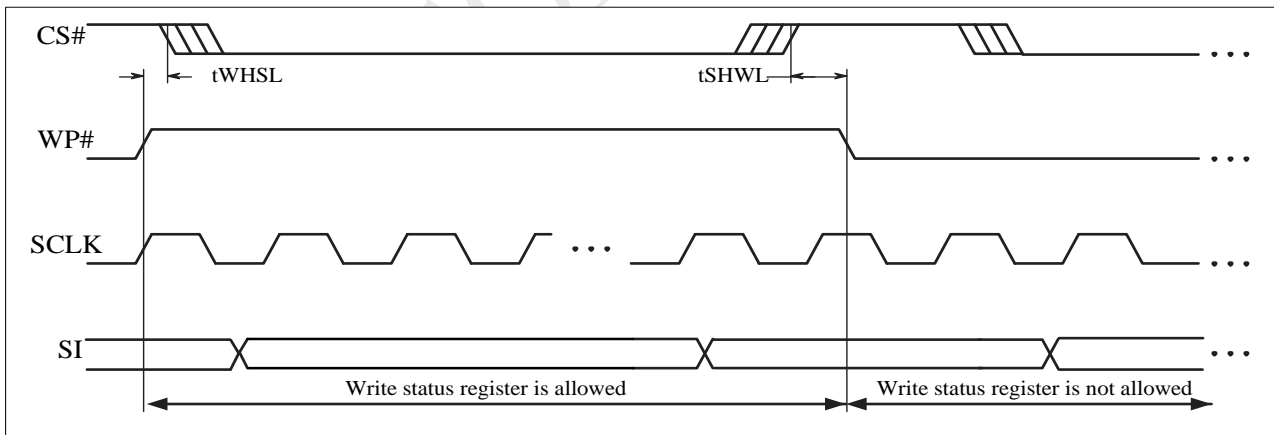 CS#
tWHSL
tSHWL
WP#
SCLK
SI
Write status register is allowed
Write status register is not allowed